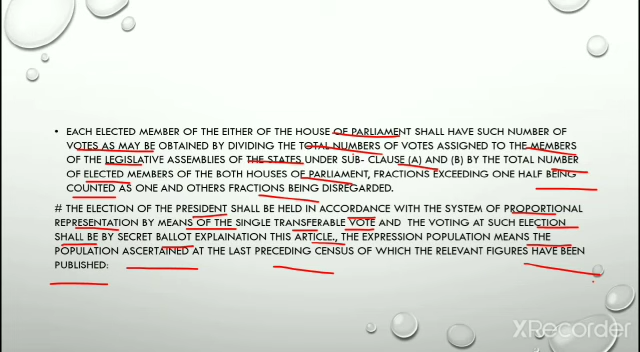 • EACH ELECTED MEMBER OF THE EITHER OF THE HOUSE OF PARLIAMENT SHALL HAVE SUCH NUMBER OF
VOTES AS MAY BE OBTAINED BY DIVIDING THE TOTAL NUMBERS OF VOTES ASSIGNED TO THE MEMBERS
OF THE LEGISLATIVE ASSEMBLIES OF THE STATES UNDER SUB- CLAUSE (A) AND (B) BY THE TOTAL NUMBER
OF ELECTED MEMBERS OF THE BOTH HOUSES OF PARLIAMENT, FRACTIONS EXCEEDING ONE HALF BEING
COUNTED AS ONE AND OTHERS FRACTIONS BEING DISREGARDED.
# THE ELECTION OF THE PRESIDENT SHALL BE HELD IN ACCORDANCE WITH THE SYSTEM OF PROPORTIONAL
REPRESENTATION BY MEANS OF THE SINGLE TRANSFERABLE VOTE AND THE VOTING AT SUCH ELECTION
SHALL BE BY SECRET BALLOT EXPLAINATION THIS ARTICLE., THE EXPRESSION POPULATION MEANS THE
POPULATION ASCERTAINED AT THE LAST PRECEDING CENSUS OF WHICH THE RELEVANT FIGURES HAVE BEEN
PUBLISHED:
XRecorder